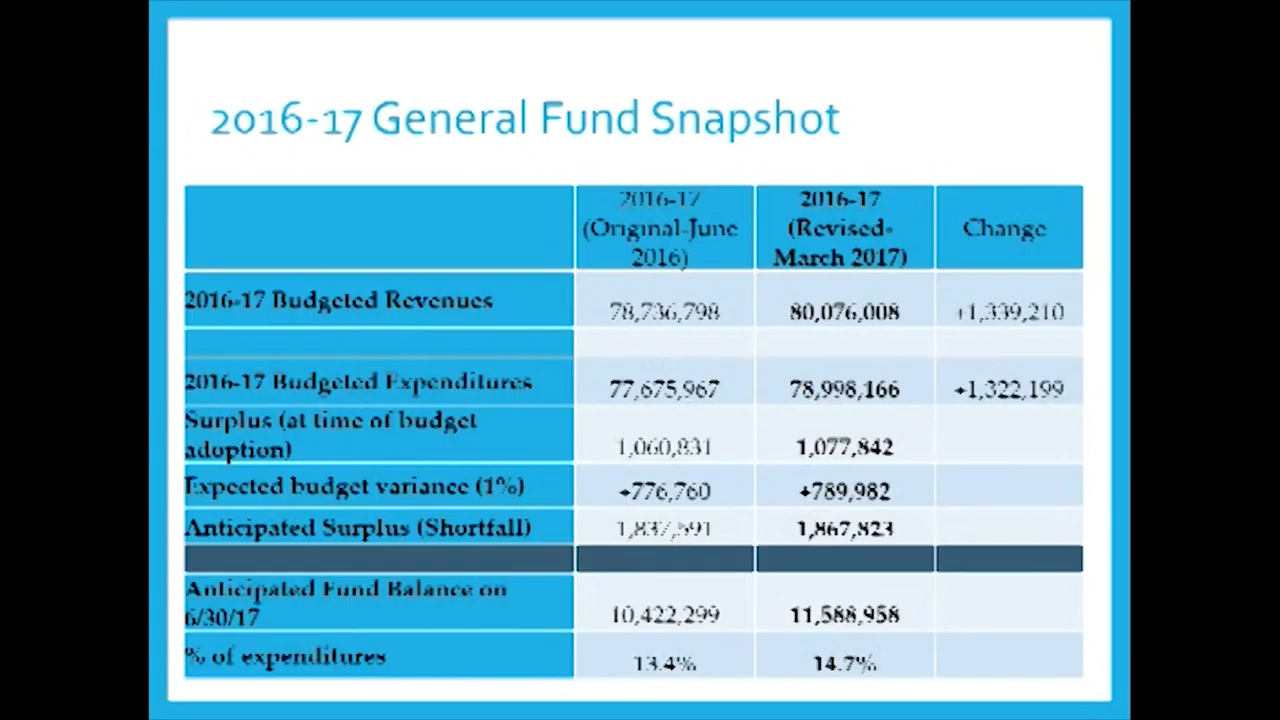 2016-17 General Fund Snapshot
2016-17
(Original-June
2016)
2016-17
(Revised-
March 2017)
Change
2016-17 Budgeted Revenues
78,736,798
80,076,008
+1,339,210
2016-17 Budgeted Expenditures
77,675,967
78,998,166
+1,322,199
Surplus (at time of budget
adoption)
1,060,831
1,077,842
Expected budget variance (1%)
+776,760
+789,982
Anticipated Surplus (Shortfall)
1,837,591
1,867,823
Anticipated Fund Balance on
6/30/17
10,422,299
11,588,958
% of expenditures
13.4%
14.7%